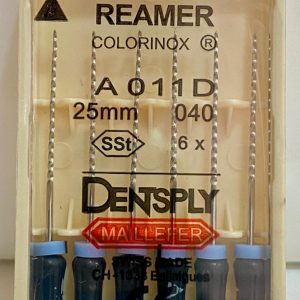 REAMER
COLORINOX ®
A 011 D
25mm 040
SSt 6 x
DENTSPLY
MAILLEFER
SWISS MADE
CH-1338 Ballaigues